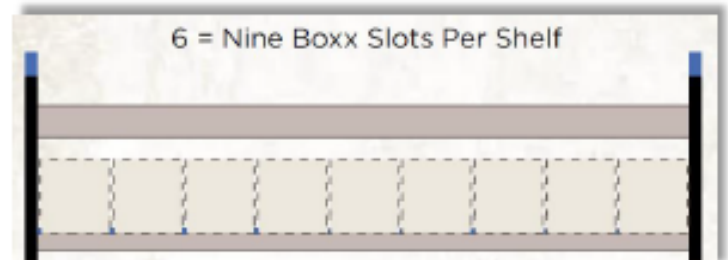 6 = Nine Boxx Slots Per Shelf